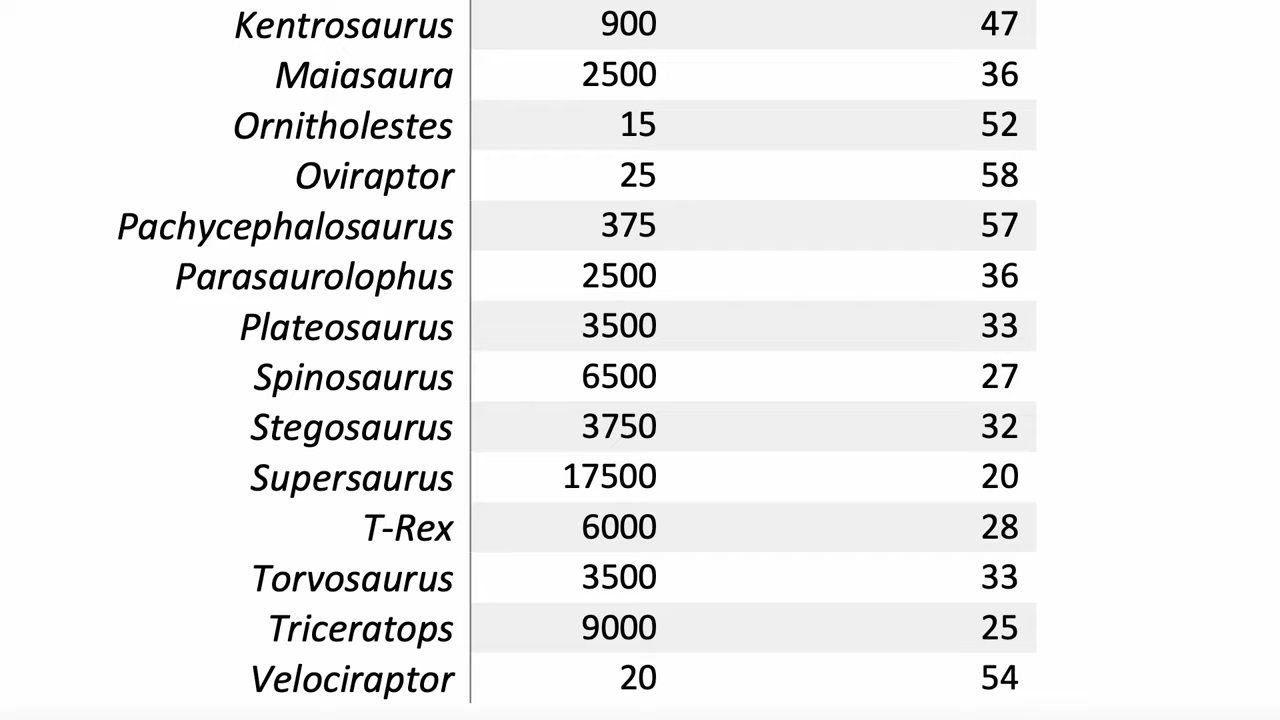 Kentrosaurus 900 47
Maiasaura 2500 36
Ornitholestes 15 52
Oviraptor 25 58
Pachycephalosaurus 375 57
Parasaurolophus 2500 36
Plateosaurus 3500 33
Spinosaurus 6500 27
Stegosaurus 3750 32
Supersaurus 17500 20
T-Rex 6000 28
Torvosaurus 3500 33
Triceratops 9000 25
Velociraptor 20 54